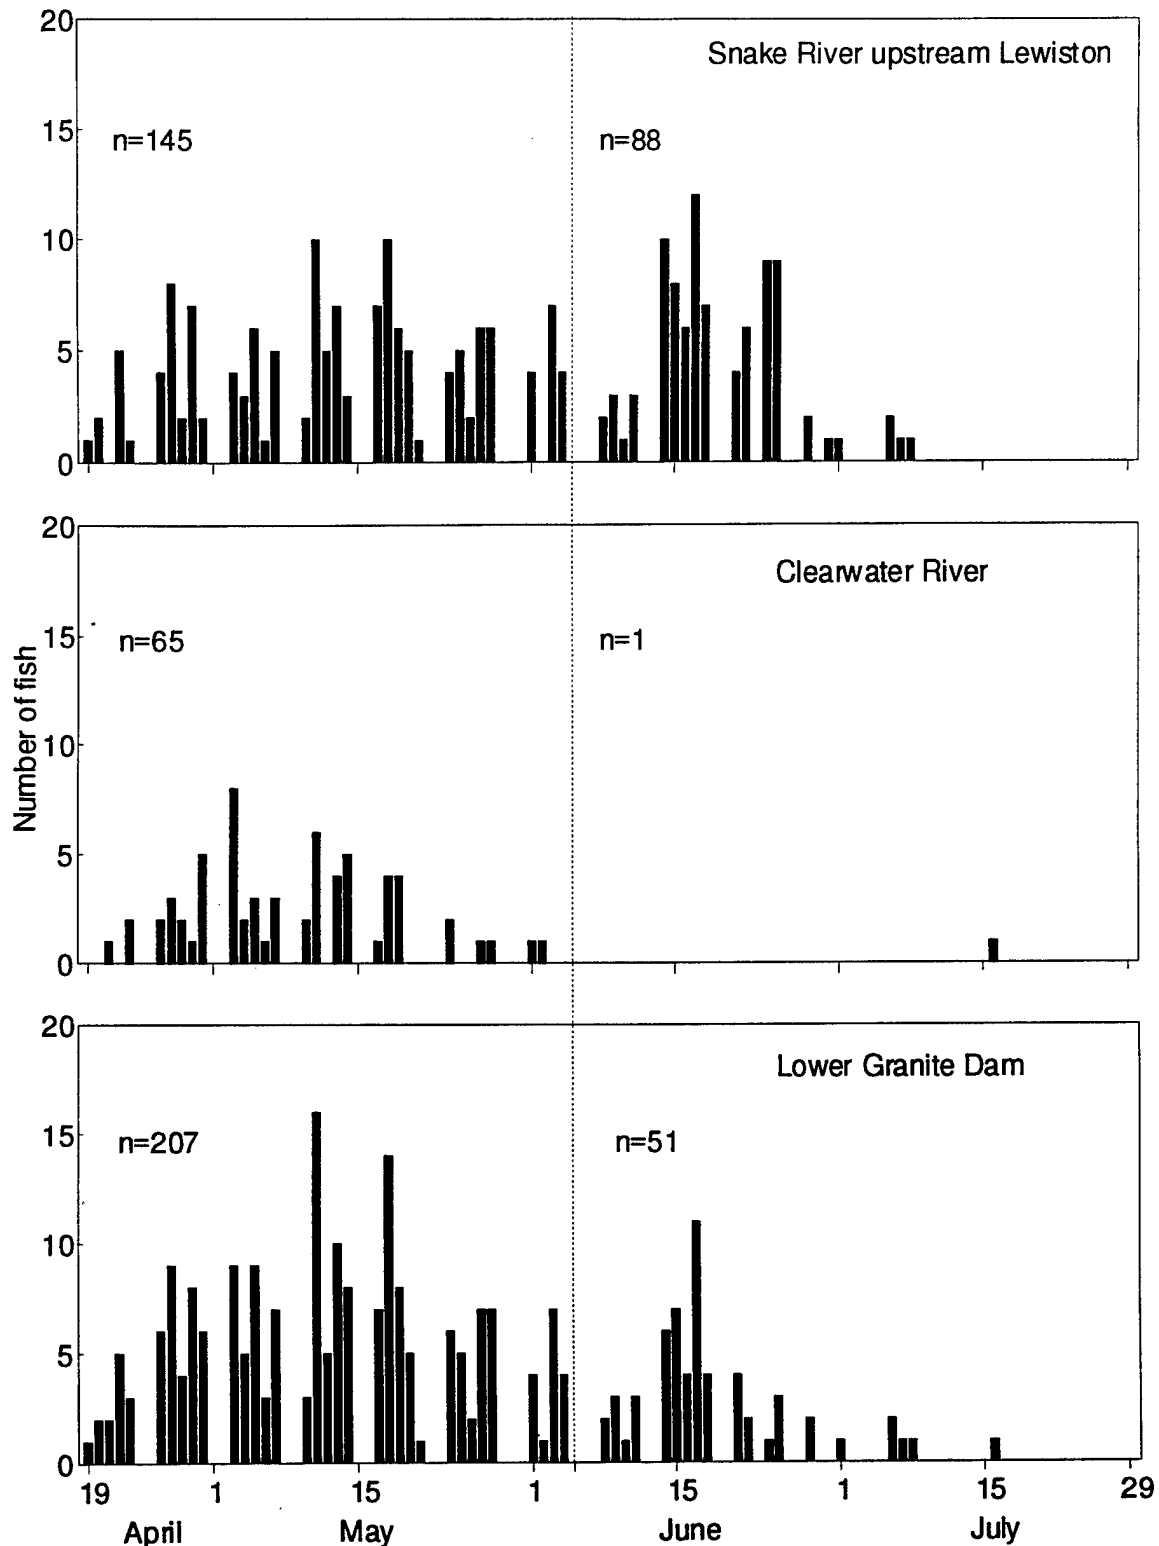 20
Snake River upstream Lewiston
15
n=145
n=88
10
5
0
20
Clearwater River
15
n=65
n=1
10
5
0
Number of fish
20
Lower Granite Dam
15
n=207
n=51
10
5
0
19 1 15 1 15 1 15 29
April May June July